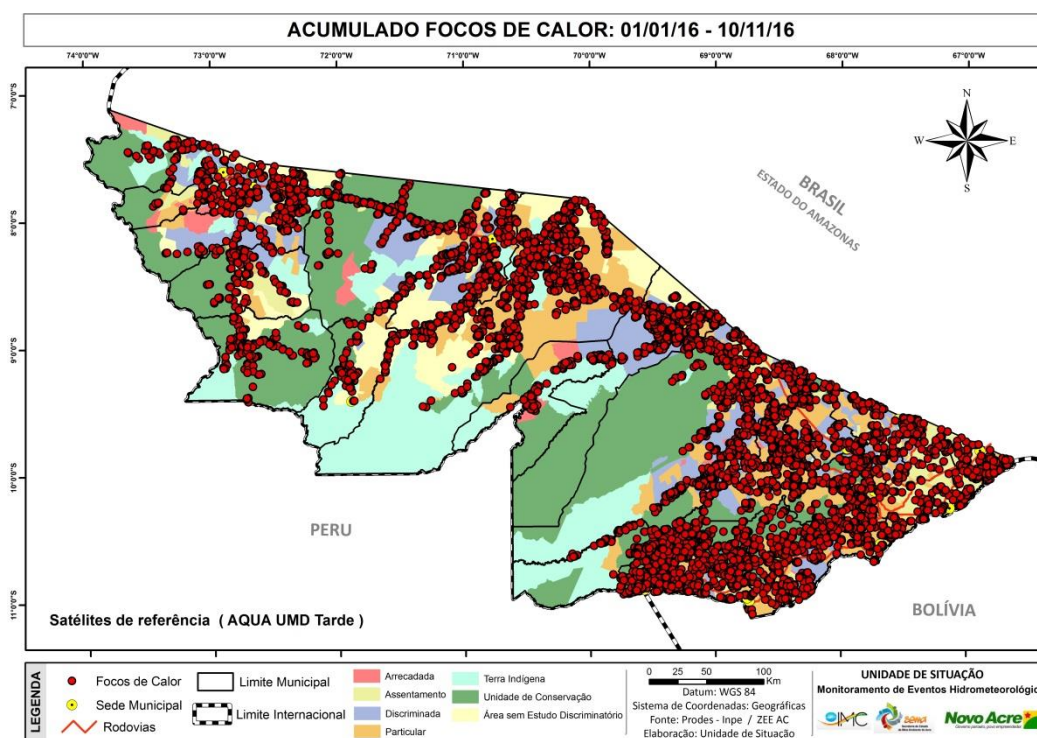 ACUMULADO FOCOS DE CALOR: 01/01/16 - 10/11/16
74°0'0"W 73°0'0"W 72°0'0"W 71°0'0"W 70°0'0"W 69°0'0"W 68°0'0"W 67°0'0"W
7°0'0"S
8°0'0"S
9°0'0"S
10°0'0"S
11°0'0"S
N
W E
S
BRASIL
ESTADO DO AMAZONAS
PERU
BOLÍVIA
Satélites de referência ( AQUA UMD Tarde )
LEGENDA
Focos de Calor
Sede Municipal
Rodovias
Limite Municipal
Limite Internacional
Arrecadada
Assentamento
Discriminada
Particular
Terra Indígena
Unidade de Conservação
Área sem Estudo Discriminatório
0 25 50 100
Km
Datum: WGS 84
Sistema de Coordenadas: Geográficas
Fonte: Prodes - Inpe / ZEE AC
Elaboração: Unidade de Situação
UNIDADE DE SITUAÇÃO
Monitoramento de Eventos Hidrometeorológic
IMC
sema
Novo Acre